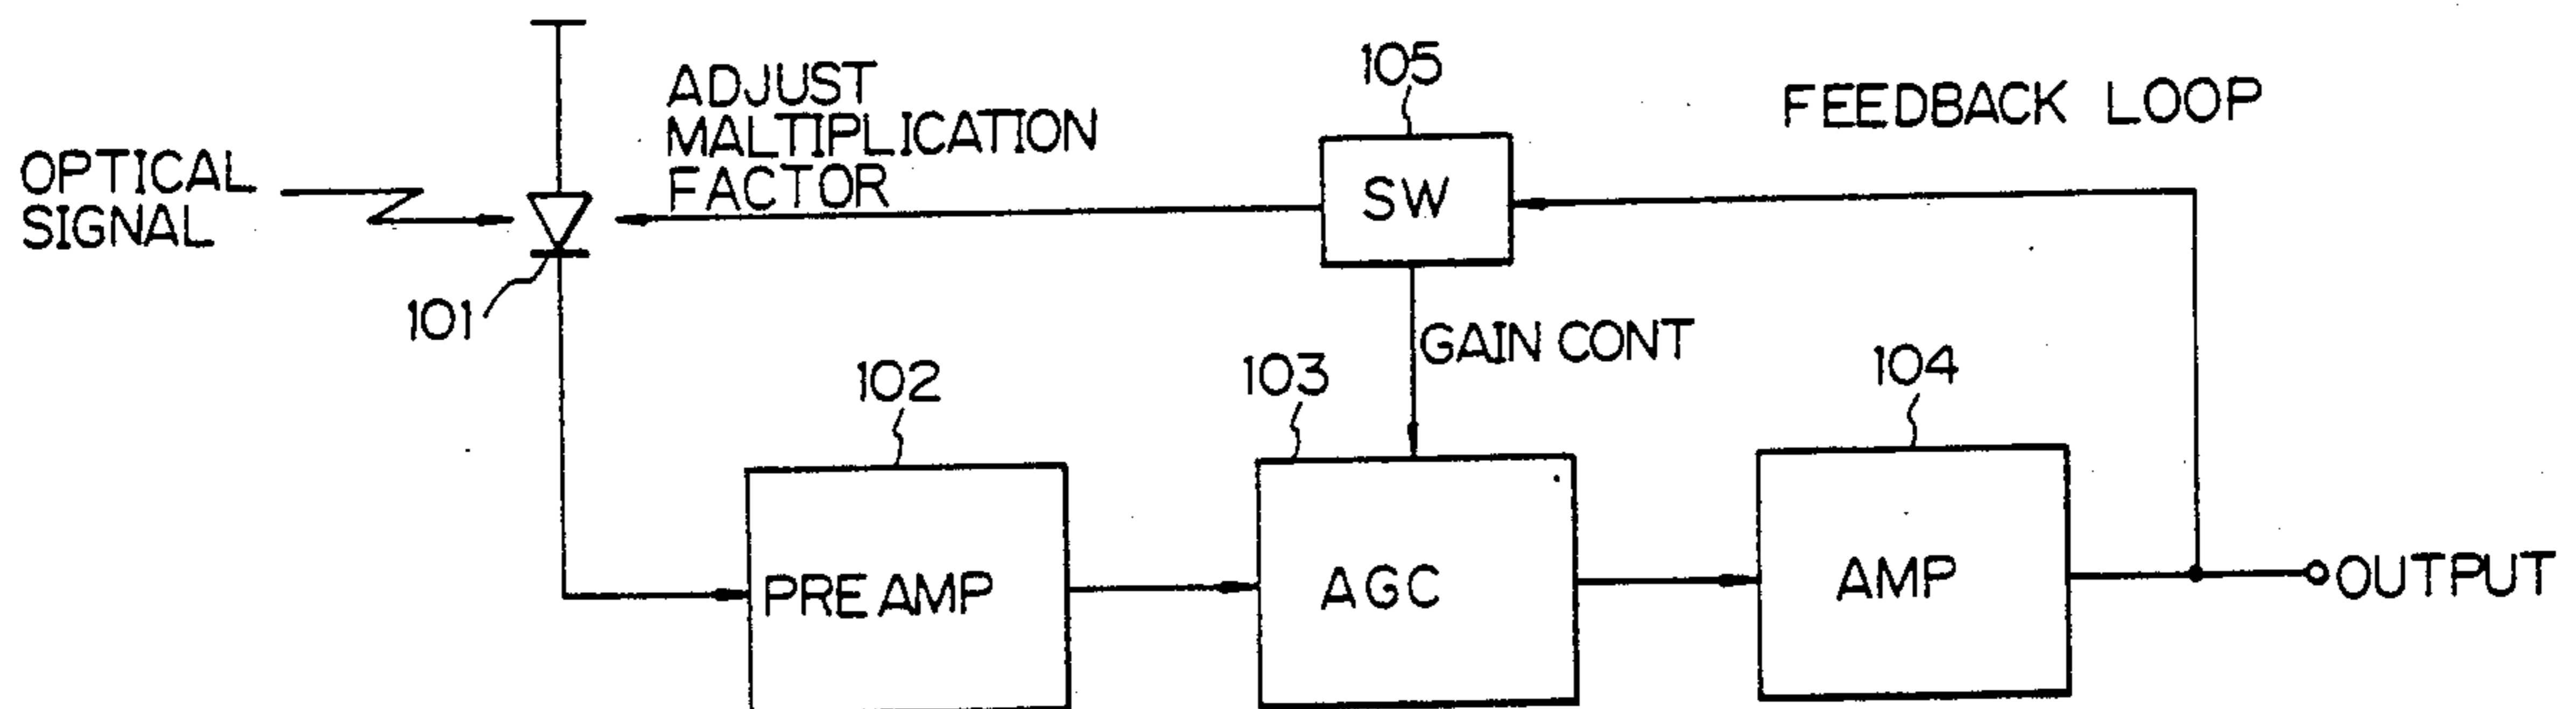 OPTICAL
SIGNAL
101
ADJUST
MALTIPLICATION
FACTOR
105
SW
FEEDBACK LOOP
GAIN CONT
102
PRE AMP
103
AGC
104
AMP
OUTPUT